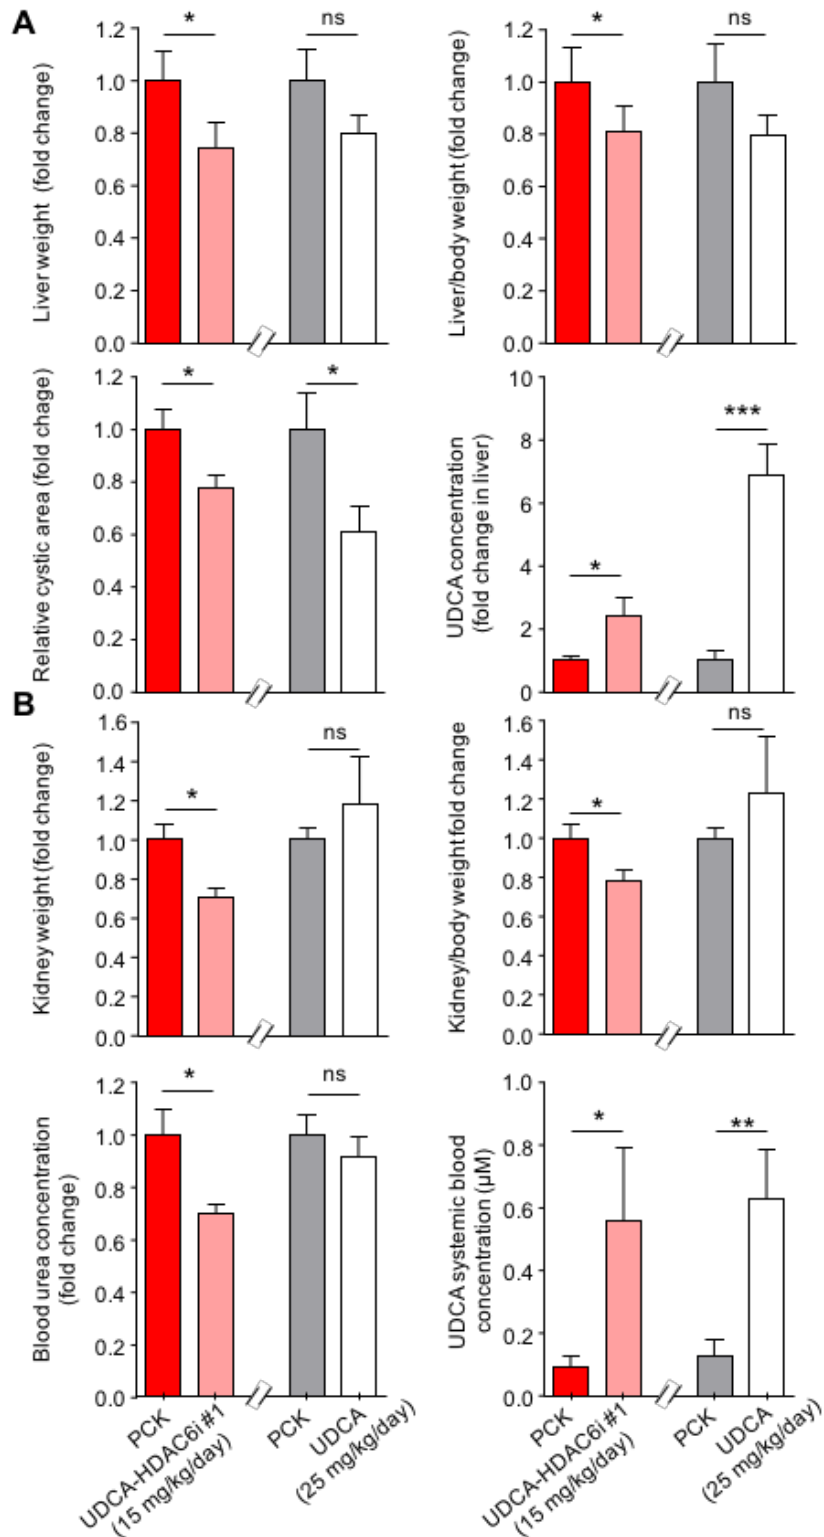 A
Liver weight (fold change)
1.2
1.0
0.8
0.6
0.4
0.2
0.0
*
ns
Liver/body weight (fold change)
1.2
1.0
0.8
0.6
0.4
0.2
0.0
*
ns
Relative cystic area (fold chage)
1.2
1.0
0.8
0.6
0.4
0.2
0.0
*
*
UDCA concentration
(fold change in liver)
10
8
6
4
2
0
*
***
B
Kidney weight (fold change)
1.6
1.4
1.2
1.0
0.8
0.6
0.4
0.2
0.0
*
ns
Kidney/body weight fold change
1.6
1.4
1.2
1.0
0.8
0.6
0.4
0.2
0.0
*
ns
Blood urea concentration
(fold change)
1.2
1.0
0.8
0.6
0.4
0.2
0.0
*
ns
PCK
UDCA-HDAC6i #1
(15 mg/kg/day)
PCK
UDCA
(25 mg/kg/day)
UDCA systemic blood
concentration (µM)
1.0
0.8
0.6
0.4
0.2
0.0
*
**
PCK
UDCA-HDAC6i #1
(15 mg/kg/day)
PCK
UDCA
(25 mg/kg/day)